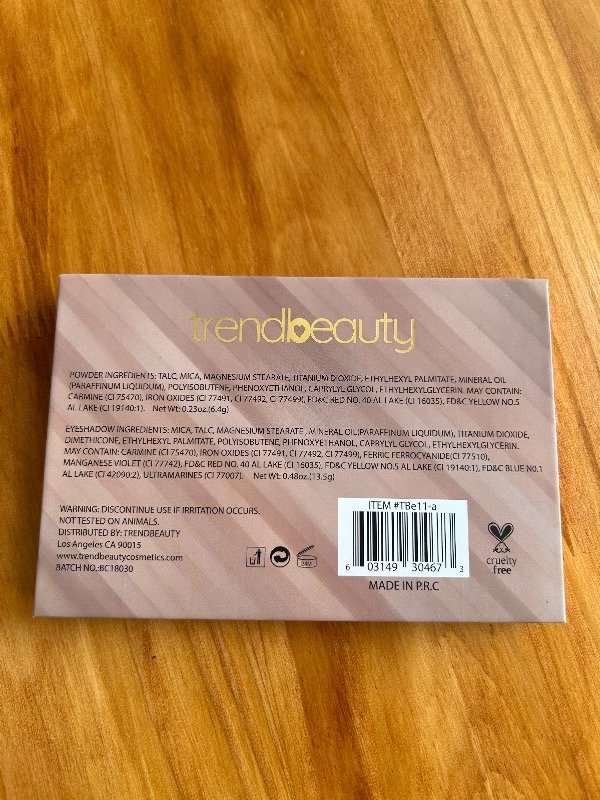 trendbeauty
POWDER INGREDIENTS: TALC, MICA, MAGNESIUM STEARATE, TITANIUM DIOXIDE, ETHYLHEXYL PALMITATE, MINERAL OIL
(PARAFFINUM LIQUIDUM), POLYISOBUTENE, PHENOXYETHANOL, CAPRYLYL GLYCOL, ETHYLHEXYLGLYCERIN. MAY CONTAIN:
CARMINE (CI 75470), IRON OXIDES (CI 77491, CI 77492, CI 77499), FD&C RED NO. 40 AL LAKE (CI 16035), FD&C YELLOW NO.5
AL LAKE (CI 19140:1). Net Wt: 0.23oz.(6.4g)
EYESHADOW INGREDIENTS: MICA, TALC, MAGNESIUM STEARATE, MINERAL OIL(PARAFFINUM LIQUIDUM), TITANIUM DIOXIDE,
DIMETHICONE, ETHYLHEXYL PALMITATE, POLYISOBUTENE, PHENOXYETHANOL, CAPRYLYL GLYCOL, ETHYLHEXYLGLYCERIN.
MAY CONTAIN: CARMINE (CI 75470), IRON OXIDES (CI 77491, CI 77492, CI 77499), FERRIC FERROCYANIDE(CI 77510),
MANGANESE VIOLET (CI 77742), FD&C RED NO. 40 AL LAKE (CI 16035), FD&C YELLOW NO.5 AL LAKE (CI 19140:1), FD&C BLUE NO.1
AL LAKE (CI 42090:2), ULTRAMARINES (CI 77007). Net Wt 0.48oz.(13.5g)
WARNING: DISCONTINUE USE IF IRRITATION OCCURS.
NOT TESTED ON ANIMALS.
DISTRIBUTED BY: TRENDBEAUTY
Los Angeles CA 90015
www.trendbeautycosmetics.com
BATCH NO.:BC18030
24M
ITEM #TBe11-a
6 03149 30467 3
MADE IN P.R.C
cruelty
free